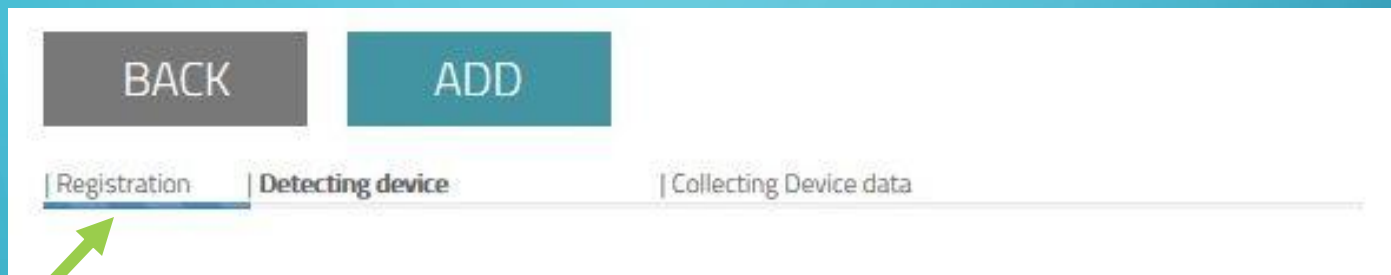 BACK ADD
| Registration | Detecting device | Collecting Device data